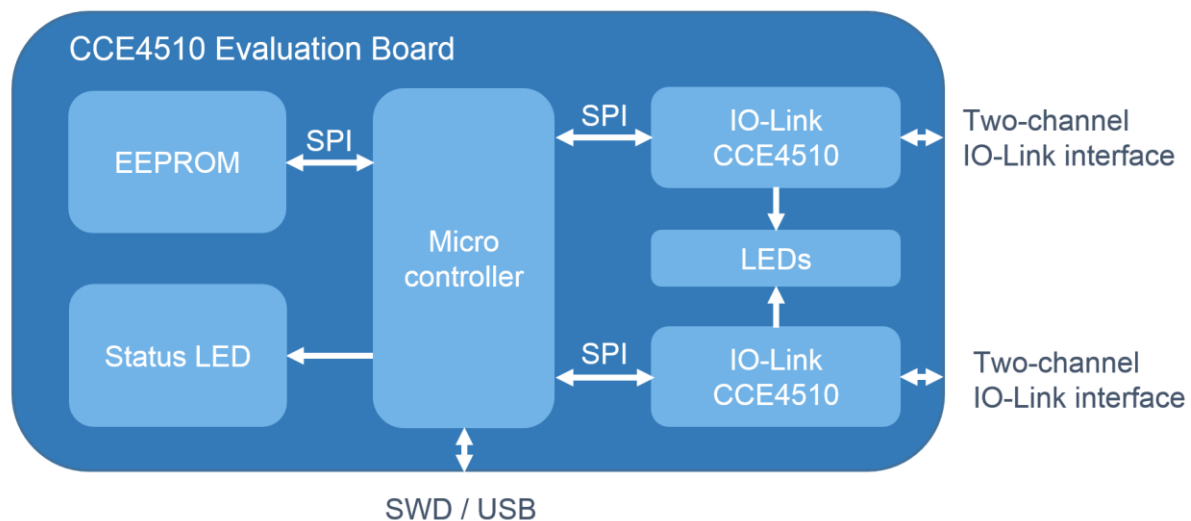 CCE4510 Evaluation Board
EEPROM
SPI
Micro
controller
Status LED
SPI
IO-Link
CCE4510
Two-channel
IO-Link interface
LEDs
SPI
IO-Link
CCE4510
Two-channel
IO-Link interface
SWD / USB